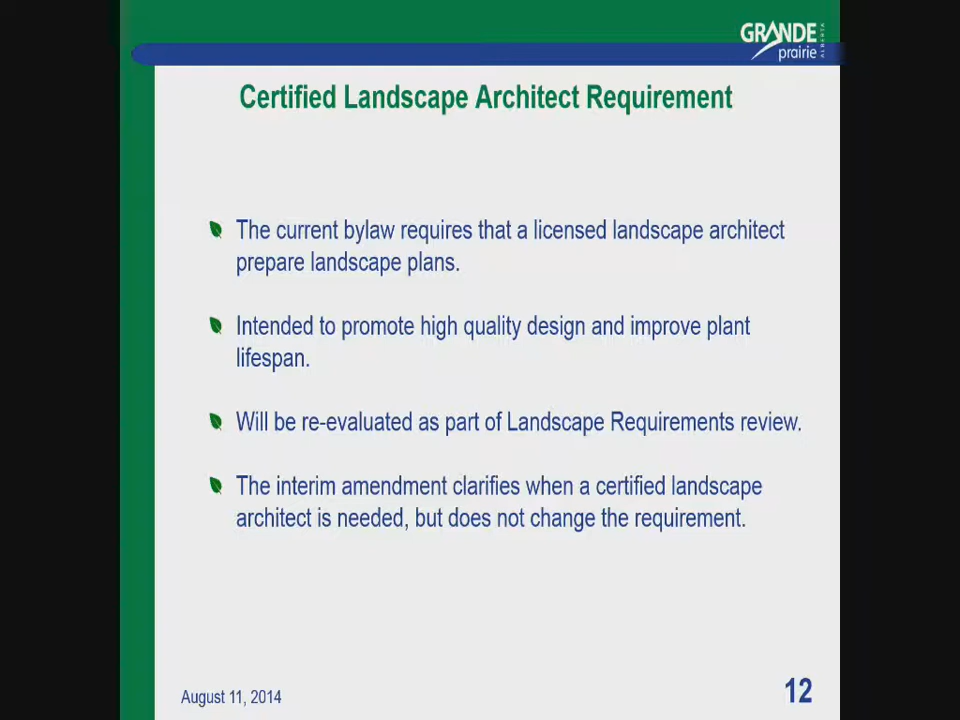 GRANDE
prairie
ALBERTA
Certified Landscape Architect Requirement
The current bylaw requires that a licensed landscape architect
prepare landscape plans.
Intended to promote high quality design and improve plant
lifespan.
Will be re-evaluated as part of Landscape Requirements review.
The interim amendment clarifies when a certified landscape
architect is needed, but does not change the requirement.
August 11, 2014
12